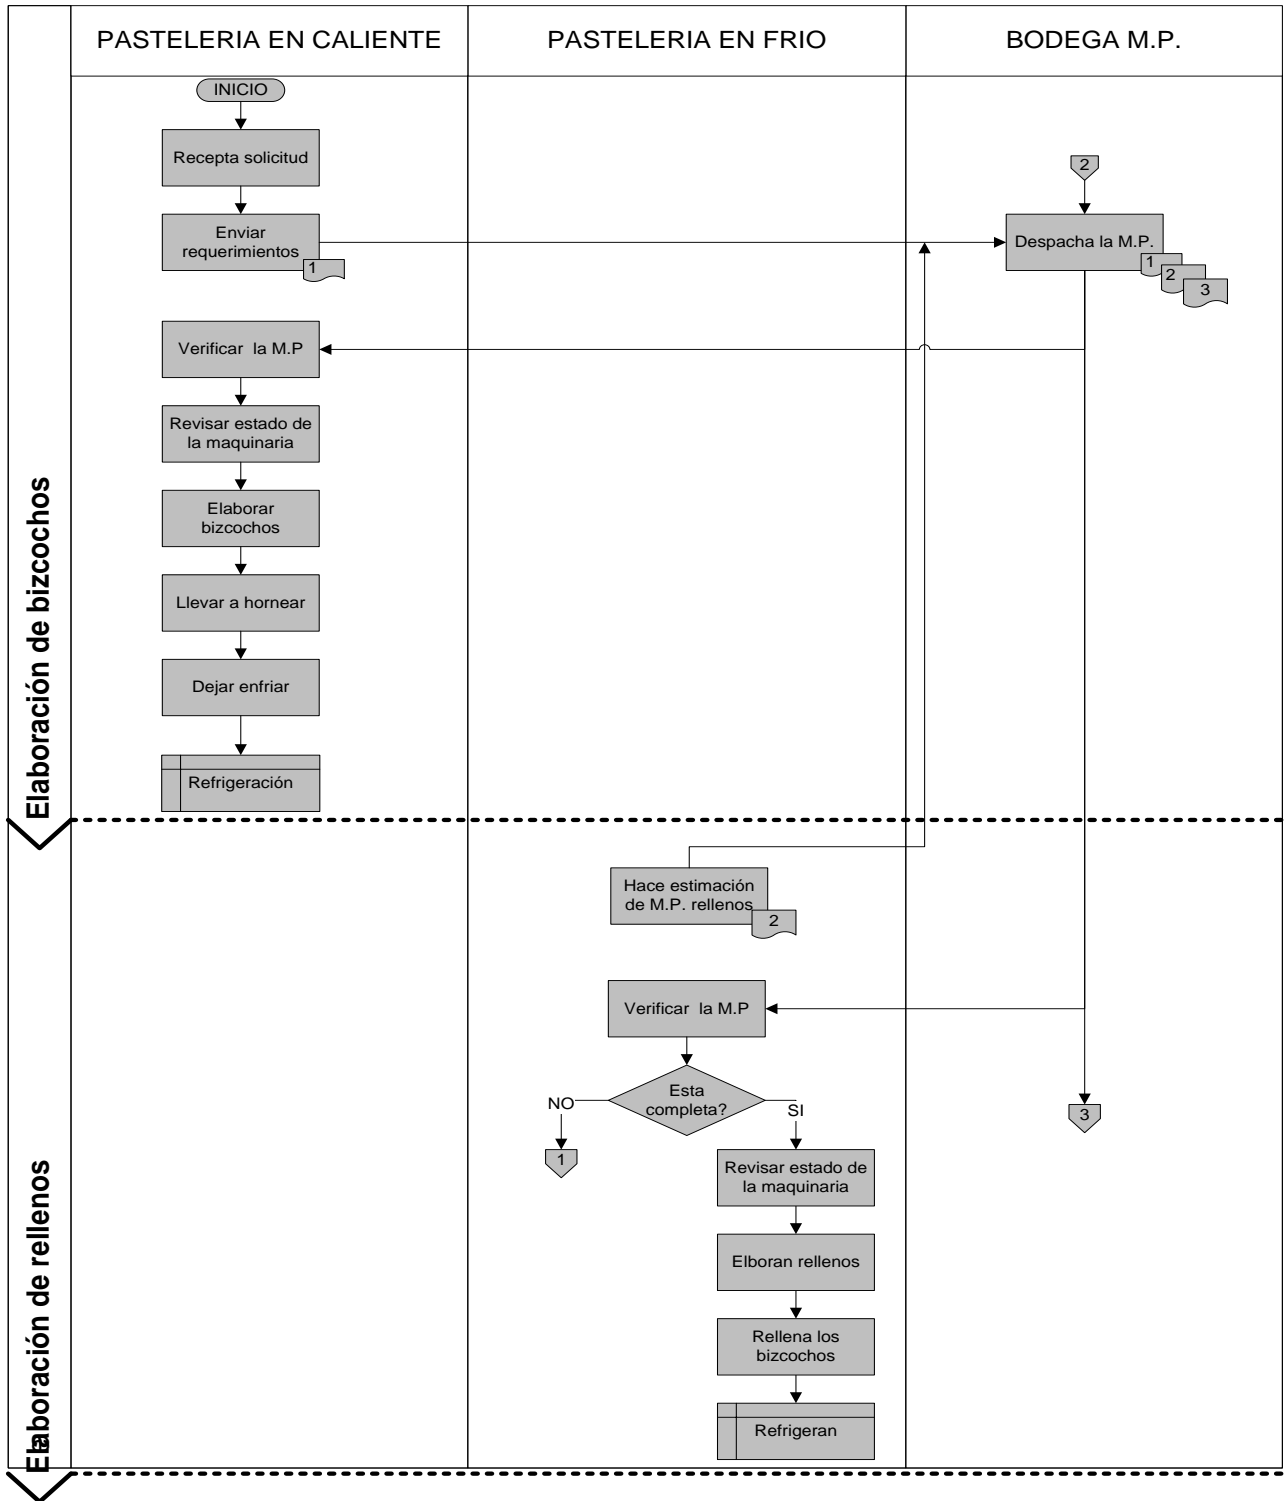 PASTELERIA EN CALIENTE
PASTELERIA EN FRIO
BODEGA M.P.
Elaboración de bizcochos
INICIO
Recepta solicitud
Enviar
requerimientos
1
2
Despacha la M.P.
1
2
3
Verificar la M.P
Revisar estado de
la maquinaria
Elaborar
bizcochos
Llevar a hornear
Dejar enfriar
Refrigeración
Elaboración de rellenos
Hace estimación
de M.P. rellenos
2
Verificar la M.P
Esta
completa?
NO
SI
1
3
Revisar estado de
la maquinaria
Elboran rellenos
Rellena los
bizcochos
Refrigeran